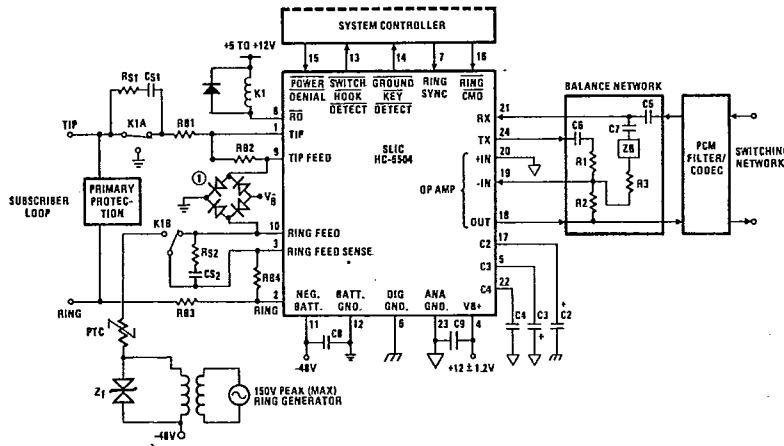 SYSTEM CONTROLLER
+5 TO +12V
15 13 14 7 16
RS1 CS1
K1
POWER DENIAL
SWITCH HOOK DETECT
GROUND KEY DETECT
RING SYNC
RING CMD
BALANCE NETWORK
TIP
K1A
RB1
8 RD
1 TIP
RB2
9 TIP FEED
SLIC
HC-5504
RX 21
TX 24
+IN 20
-IN 19
OP AMP
OUT 18
C5
C6
C7
R1
ZB
R2
R3
PCM FILTER/ CODEC
SWITCHING NETWORK
PRIMARY PROTEC- TION
SUBSCRIBER LOOP
1
VB
K1B
10 RING FEED
3 RING FEED SENSE
RS2
CS2
RB4
C2 17
C3 5
C4 22
RING
RB3
2 RING
NEG. BATT.
BATT. GND.
DIG GND.
ANA GND.
VB+
11 12 6 23 4
C8
C9
C4 C3 C2
+
+
-48V
+12 ± 1.2V
PTC
ZT
150V PEAK (MAX)
RING GENERATOR
-48V